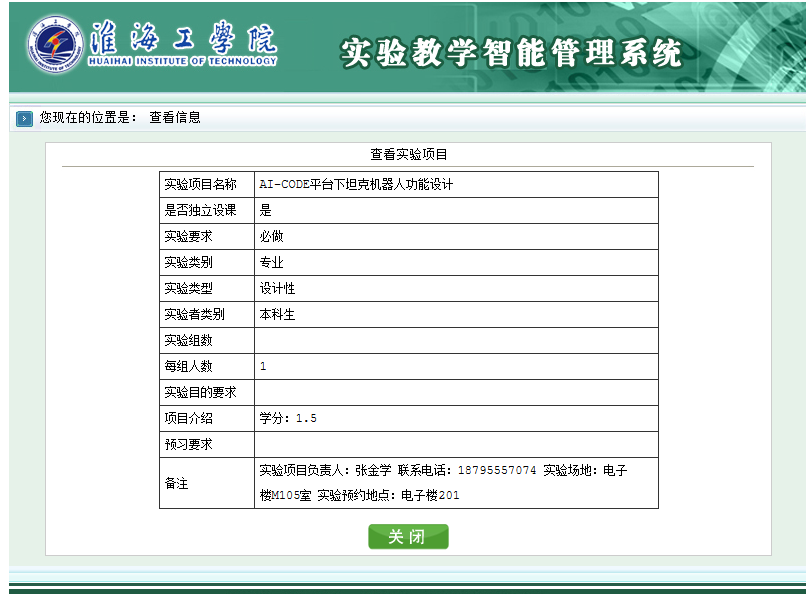 淮海工學院
HUAIHAI INSTITUTE OF TECHNOLOGY
实验教学智能管理系统
您现在的位置是： 查看信息
查看实验项目
实验项目名称 AI-CODE平台下坦克机器人功能设计
是否独立设课 是
实验要求 必做
实验类别 专业
实验类型 设计性
实验者类别 本科生
实验组数
每组人数 1
实验目的要求
项目介绍 学分：1.5
预习要求
备注 实验项目负责人：张金学 联系电话：18795557074 实验场地：电子
楼M105室 实验预约地点：电子楼201
关闭